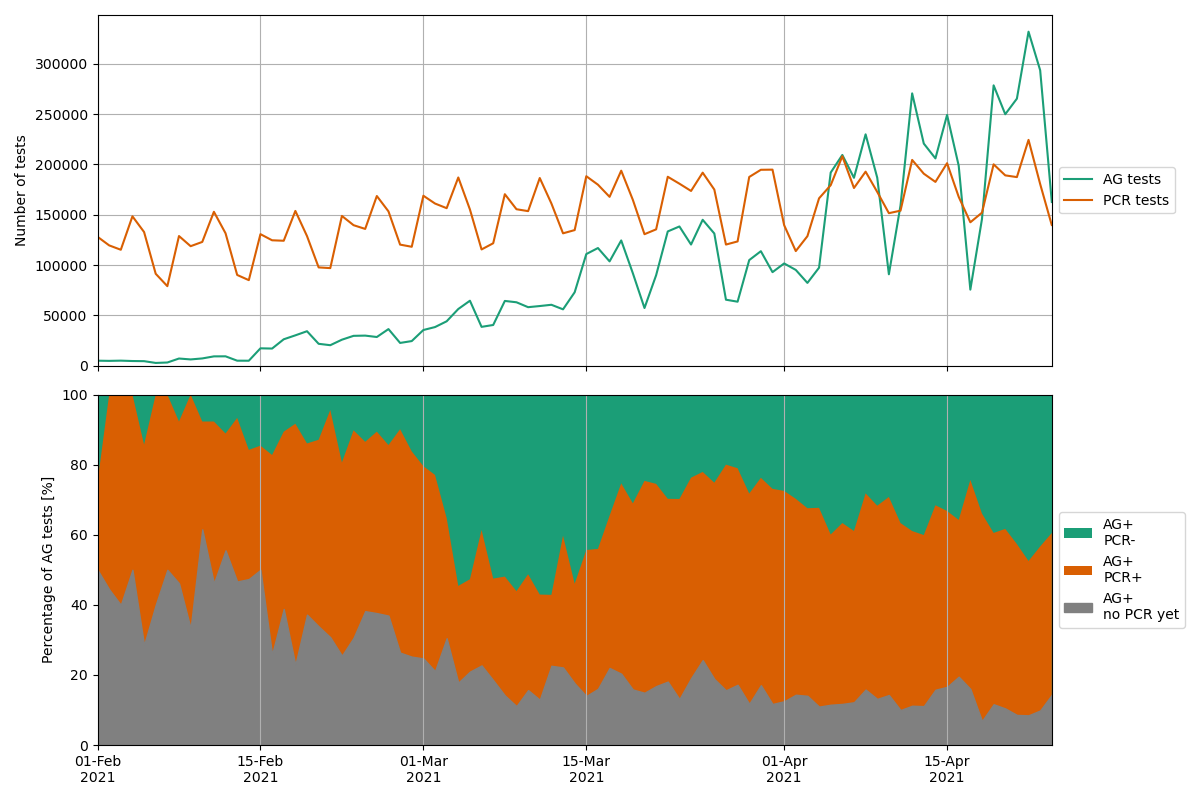 Number of tests
300000
250000
200000
150000
100000
50000
0
AG tests
PCR tests
Percentage of AG tests [%]
100
80
60
40
20
0
AG+
PCR-
AG+
PCR+
AG+
no PCR yet
01-Feb
2021
15-Feb
2021
01-Mar
2021
15-Mar
2021
01-Apr
2021
15-Apr
2021